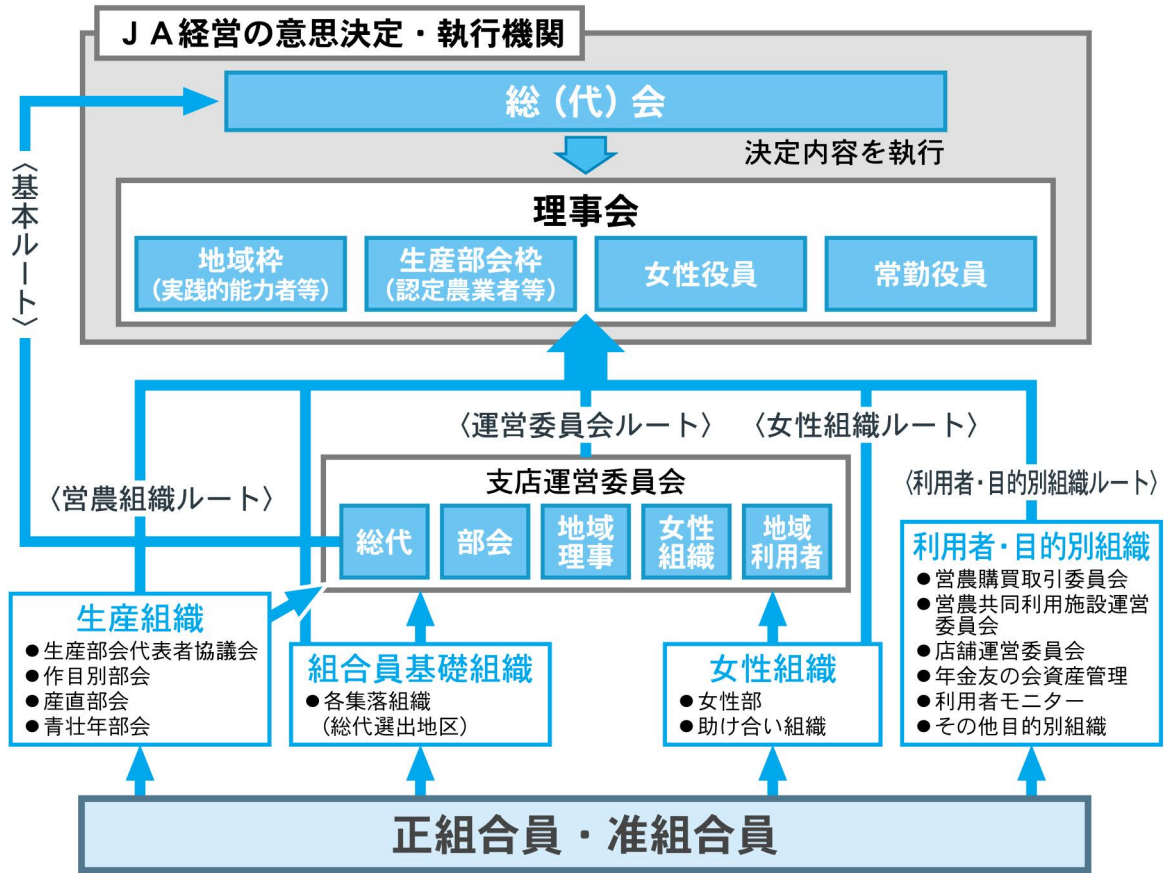 JA経営の意思決定・執行機関
総（代）会
決定内容を執行
理事会
地域枠
（実践的能力者等）
生産部会枠
（認定農業者等）
女性役員
常勤役員
〈基本ルート〉
〈運営委員会ルート〉
〈女性組織ルート〉
〈営農組織ルート〉
〈利用者・目的別組織ルート〉
支店運営委員会
総代
部会
地域
理事
女性
組織
地域
利用者
生産組織
●生産部会代表者協議会
●作目別部会
●産直部会
●青壮年部会
組合員基礎組織
●各集落組織
（総代選出地区）
女性組織
●女性部
●助け合い組織
利用者・目的別組織
●営農購買取引委員会
●営農共同利用施設運営
委員会
●店舗運営委員会
●年金友の会資産管理
●利用者モニター
●その他目的別組織
正組合員・准組合員